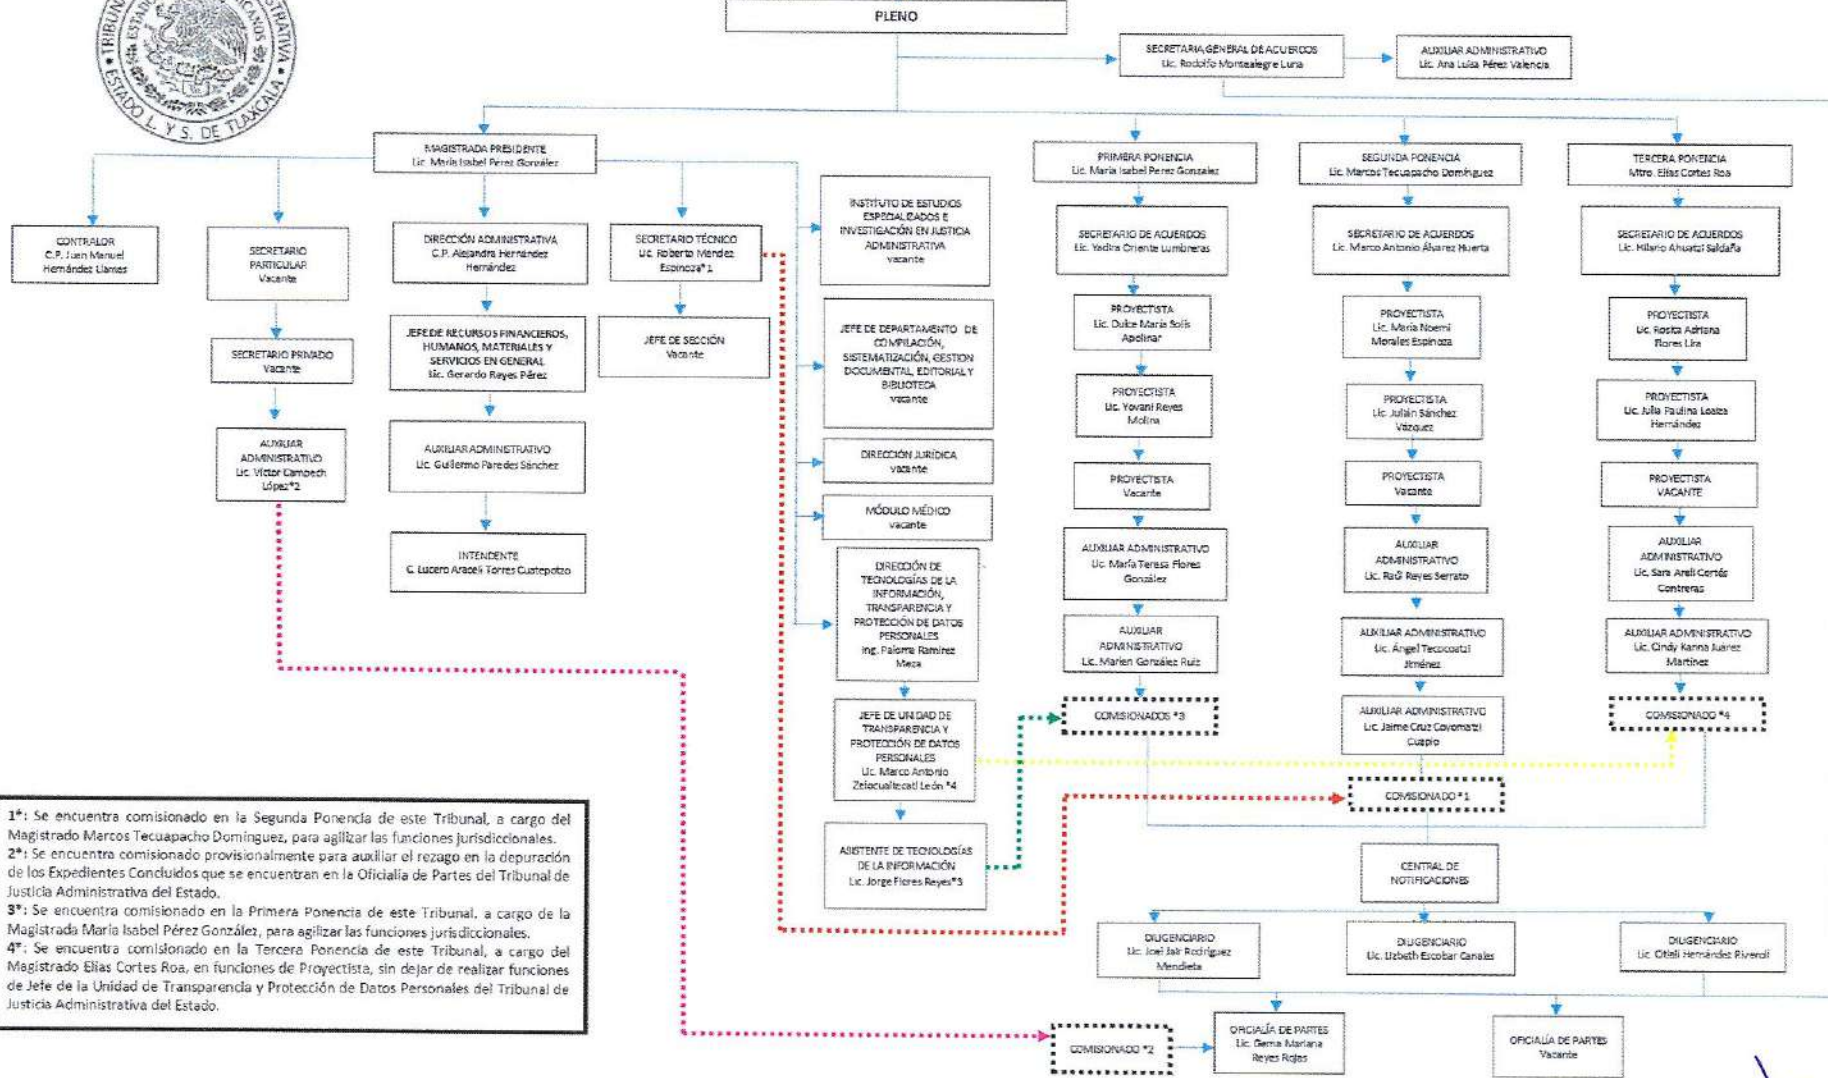 TRIBUNAL
ADMINISTRATIVA
ESTADO L. Y S. DE TLAXCALA
PLENO
SECRETARIA GENERAL DE ACUERDOS
Lic. Rodolfo Montealegre Luna
AUXILIAR ADMINISTRATIVO
Lic. Ana Luisa Pérez Valencia
MAGISTRADA PRESIDENTE
Lic. María Isabel Pérez González
PRIMERA PONENCIA
Lic. María Isabel Perez Gonzalez
SEGUNDA PONENCIA
Lic. Marcos Tecuapacho Domínguez
TERCERA PONENCIA
Mtro. Elías Cortes Roa
CONTRALOR
C.P. Juan Manuel
Hernández Llames
SECRETARIO
PARTICULAR
Vacante
SECRETARIO PRIVADO
Vacante
AUXILIAR
ADMINISTRATIVO
Lic. Víctor Campech
López*2
DIRECCIÓN ADMINISTRATIVA
C.P. Alejandra Hernández
Hernández
JEFE DE RECURSOS FINANCIEROS,
HUMANOS, MATERIALES Y
SERVICIOS EN GENERAL
Lic. Gerardo Reyes Pérez
AUXILIAR ADMINISTRATIVO
Lic. Guillermo Paredes Sánchez
INTENDENTE
C. Lucero Araceli Torres Cuatepotzo
SECRETARIO TÉCNICO
Lic. Roberto Méndez
Espinoza*1
JEFE DE SECCIÓN
Vacante
INSTITUTO DE ESTUDIOS
ESPECIALIZADOS E
INVESTIGACIÓN EN JUSTICIA
ADMINISTRATIVA
vacante
JEFE DE DEPARTAMENTO DE
COMPILACIÓN,
SISTEMATIZACIÓN, GESTION
DOCUMENTAL, EDITORIAL Y
BIBLIOTECA
vacante
DIRECCIÓN JURÍDICA
vacante
MÓDULO MÉDICO
vacante
DIRECCIÓN DE
TECNOLOGÍAS DE LA
INFORMACIÓN,
TRANSPARENCIA Y
PROTECCIÓN DE DATOS
PERSONALES
Ing. Paloma Ramírez
Meza
JEFE DE UNIDAD DE
TRANSPARENCIA Y
PROTECCIÓN DE DATOS
PERSONALES
Lic. Marco Antonio
Zelocualtecatl León *4
ASISTENTE DE TECNOLOGÍAS
DE LA INFORMACIÓN
Lic. Jorge Flores Reyes*3
SECRETARIO DE ACUERDOS
Lic. Yadira Oriente Lumbreras
PROYECTISTA
Lic. Dulce María Solís
Apolinar
PROYECTISTA
Lic. Yovani Reyes
Molina
PROYECTISTA
Vacante
AUXILIAR ADMINISTRATIVO
Lic. María Teresa Flores
González
AUXILIAR
ADMINISTRATIVO
Lic. Marlen González Ruiz
COMISIONADOS *3
SECRETARIO DE ACUERDOS
Lic. Marco Antonio Álvarez Huerta
PROYECTISTA
Lic. María Noemi
Morales Espinoza
PROYECTISTA
Lic. Julián Sánchez
Vázquez
PROYECTISTA
Vacante
AUXILIAR
ADMINISTRATIVO
Lic. Raúl Reyes Serrato
AUXILIAR ADMINISTRATIVO
Lic. Ángel Tecocoatzi
Jiménez
AUXILIAR ADMINISTRATIVO
Lic. Jaime Cruz Coyomatzi
Cuapio
COMISIONADO *1
SECRETARIO DE ACUERDOS
Lic. Hilario Ahuatzi Saldaña
PROYECTISTA
Lic. Rosita Adriana
Flores Lira
PROYECTISTA
Lic. Julia Paulina Loaiza
Hernández
PROYECTISTA
VACANTE
AUXILIAR
ADMINISTRATIVO
Lic. Sara Areli Cortés
Contreras
AUXILIAR ADMINISTRATIVO
Lic. Cindy Karina Juárez
Martínez
COMISIONADO *4
CENTRAL DE
NOTIFICACIONES
DILIGENCIARIO
Lic. Joel Jair Rodríguez
Mendieta
DILIGENCIARIO
Lic. Lizbeth Escobar Canales
DILIGENCIARIO
Lic. Citlali Hernández Riveroll
COMISIONADO *2
OFICIALÍA DE PARTES
Lic. Gema Mariana
Reyes Rojas
OFICIALÍA DE PARTES
Vacante
1*: Se encuentra comisionado en la Segunda Ponencia de este Tribunal, a cargo del
Magistrado Marcos Tecuapacho Domínguez, para agilizar las funciones jurisdiccionales.
2*: Se encuentra comisionado provisionalmente para auxiliar el rezago en la depuración
de los Expedientes Concluidos que se encuentran en la Oficialía de Partes del Tribunal de
Justicia Administrativa del Estado.
3*: Se encuentra comisionado en la Primera Ponencia de este Tribunal, a cargo de la
Magistrada María Isabel Pérez González, para agilizar las funciones jurisdiccionales.
4*: Se encuentra comisionado en la Tercera Ponencia de este Tribunal, a cargo del
Magistrado Elías Cortes Roa, en funciones de Proyectista, sin dejar de realizar funciones
de Jefe de la Unidad de Transparencia y Protección de Datos Personales del Tribunal de
Justicia Administrativa del Estado.